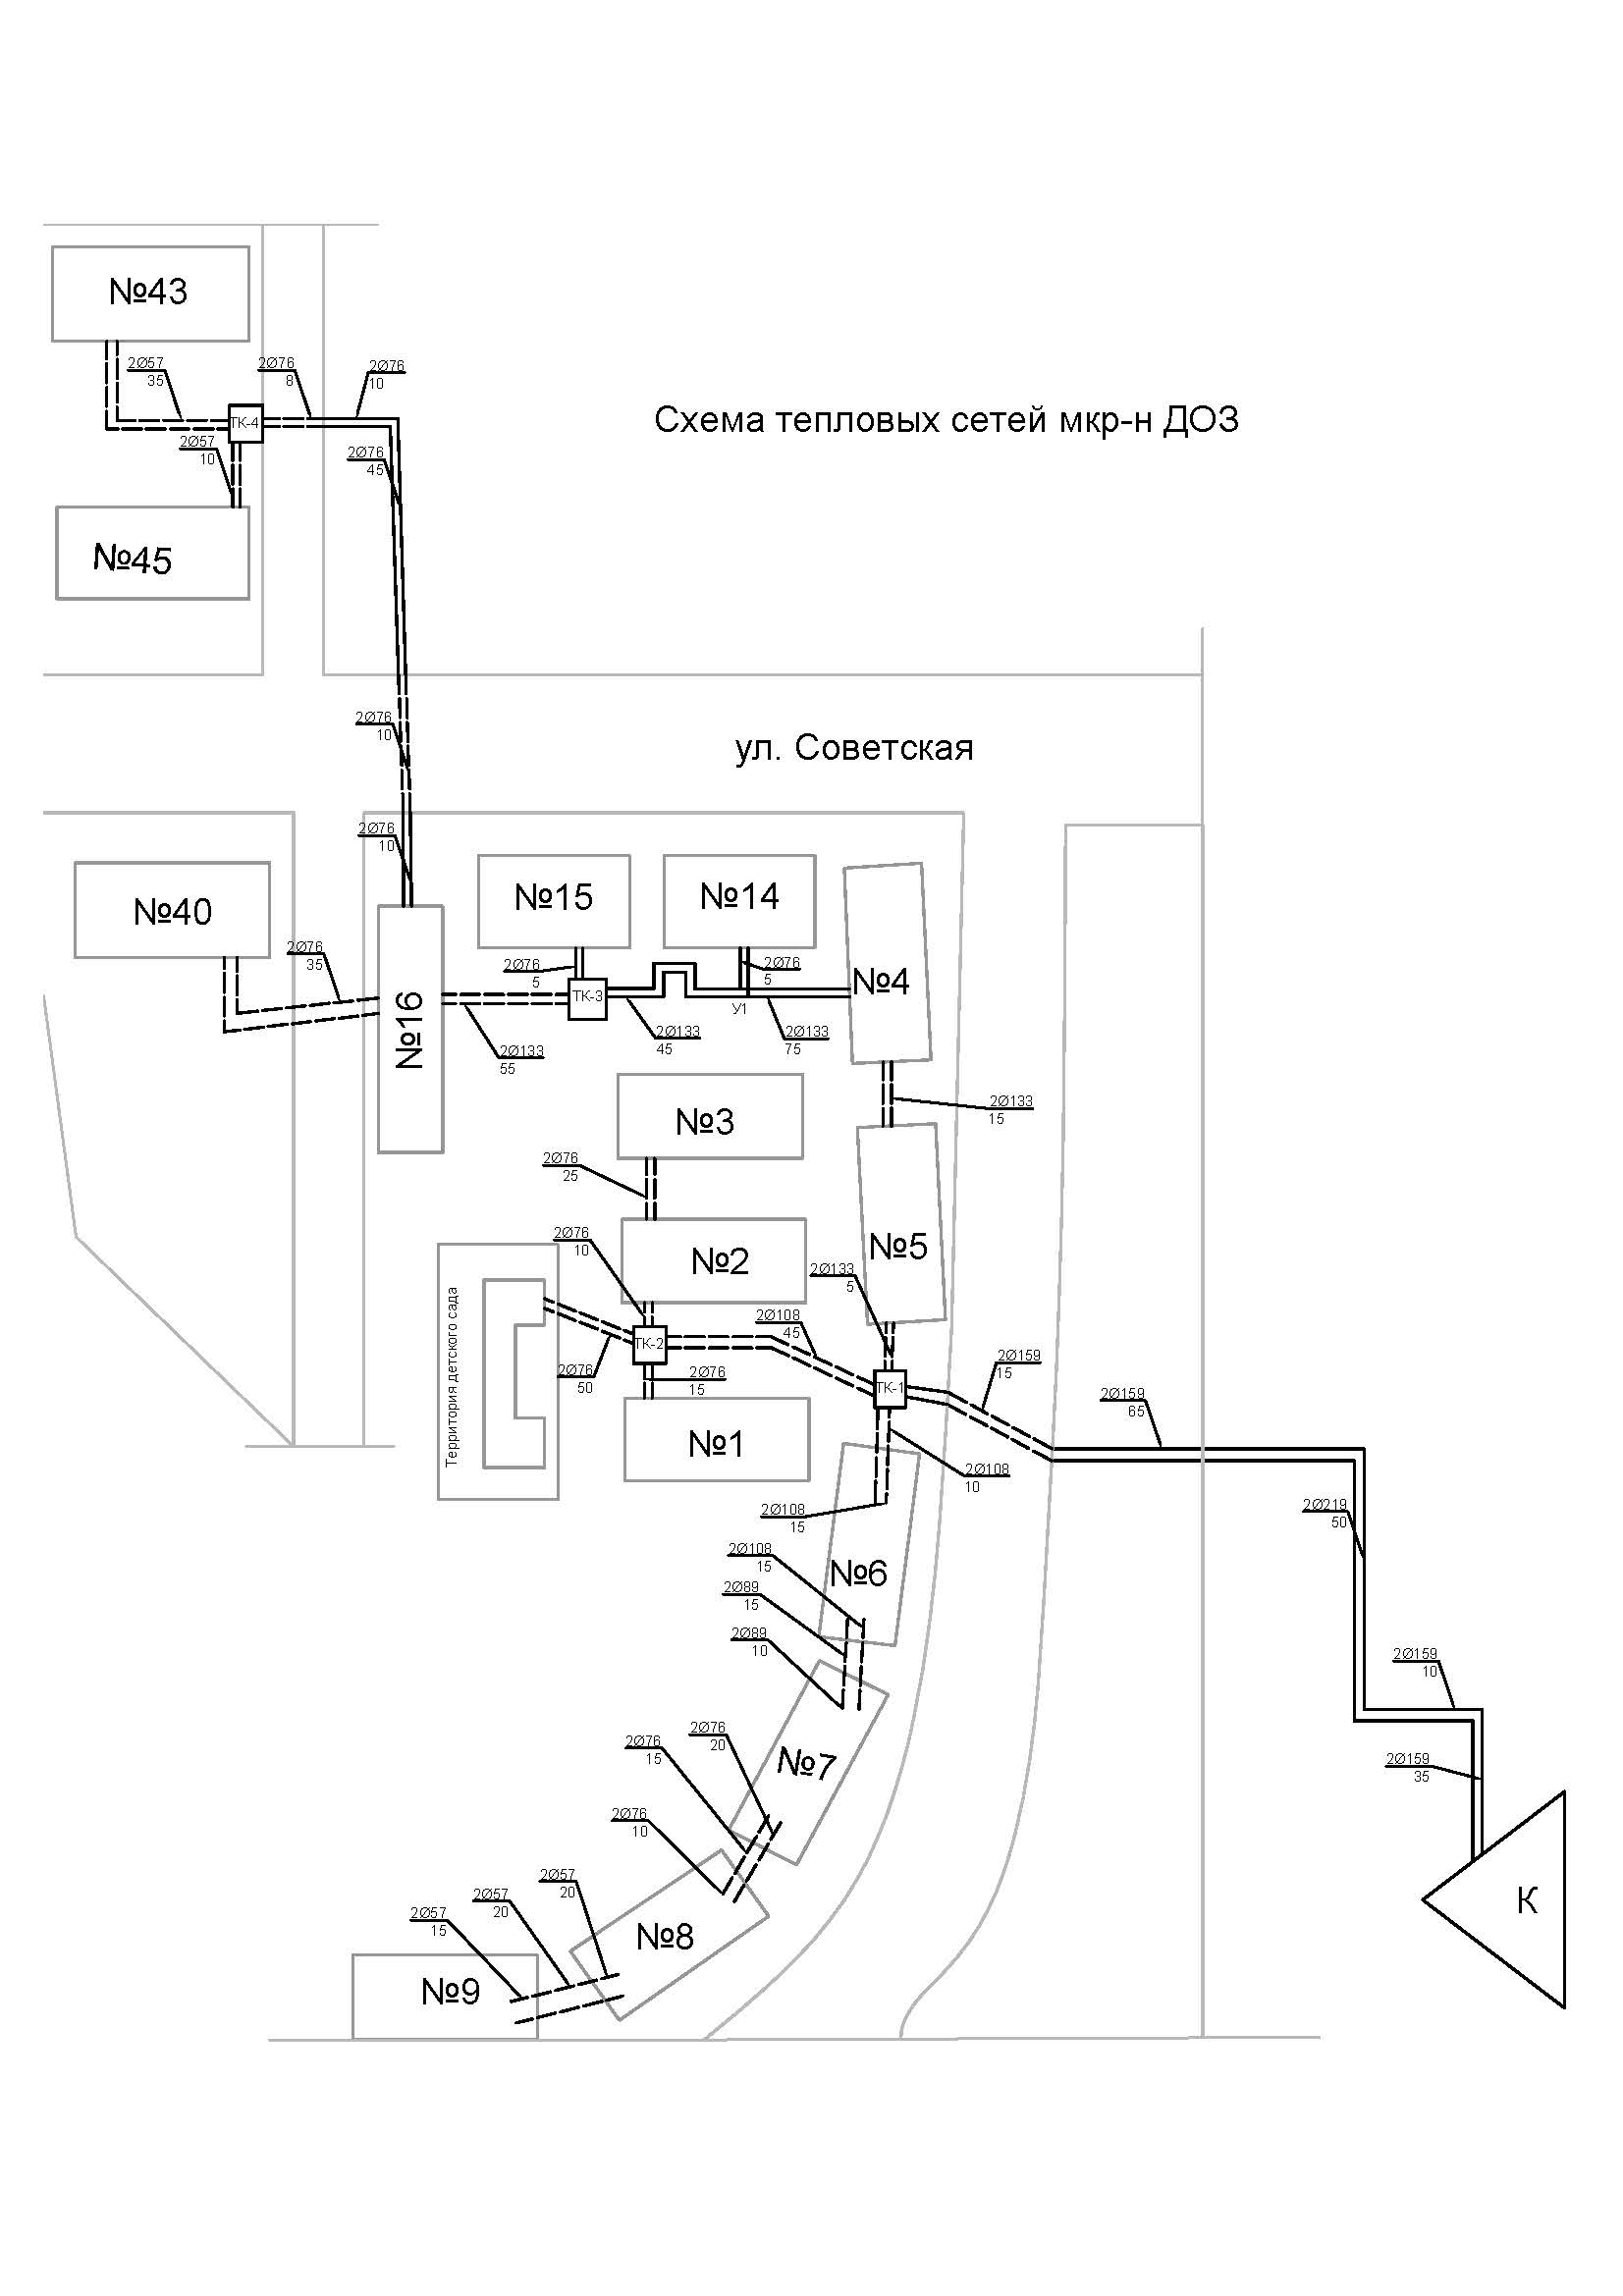 №43
2Ø57
35
2Ø76
8
2Ø76
10
ТК-4
Схема тепловых сетей мкр-н ДОЗ
2Ø57
10
2Ø76
45
№45
2Ø76
10
ул. Советская
2Ø76
10
№40
№15
№14
2Ø76
35
2Ø76
5
2Ø76
5
№4
ТК-3
У1
№16
2Ø133
45
2Ø133
75
2Ø133
55
2Ø133
15
№3
2Ø76
25
2Ø76
10
№2
№5
2Ø133
5
Территория детского сада
2Ø108
45
ТК-2
2Ø159
15
2Ø76
50
2Ø76
15
ТК-1
2Ø159
65
№1
2Ø108
10
2Ø108
15
2Ø219
50
2Ø108
15
№6
2Ø89
15
2Ø89
10
2Ø159
10
2Ø76
20
2Ø76
15
№7
2Ø159
35
2Ø76
10
2Ø57
20
2Ø57
20
2Ø57
15
К
№8
№9